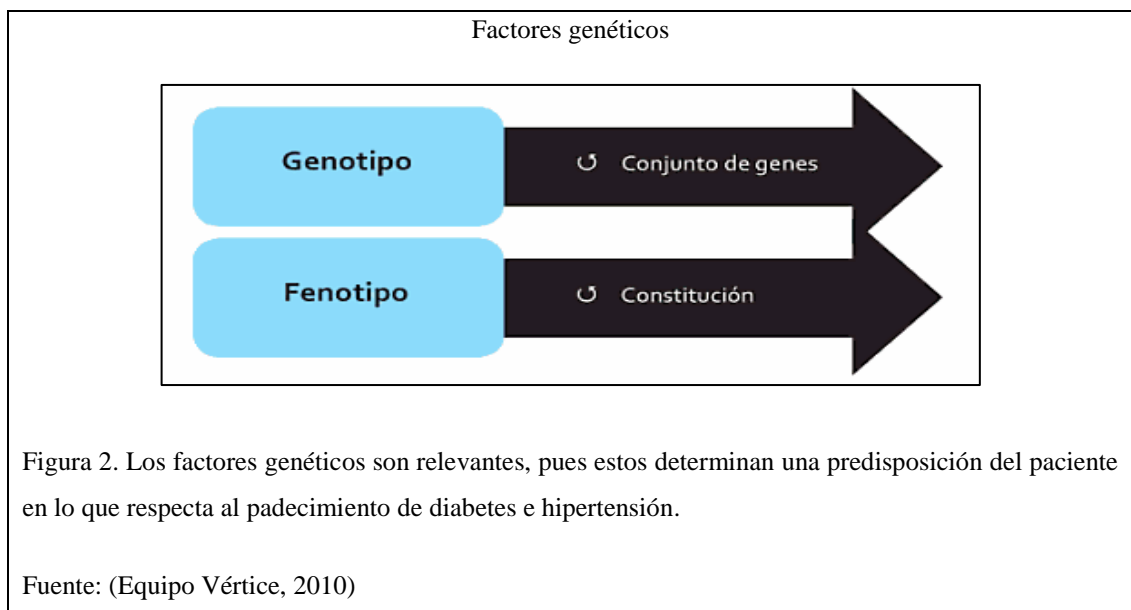 Factores genéticos
Genotipo
↺ Conjunto de genes
Fenotipo
↺ Constitución
Figura 2. Los factores genéticos son relevantes, pues estos determinan una predisposición del paciente
en lo que respecta al padecimiento de diabetes e hipertensión.
Fuente: (Equipo Vértice, 2010)